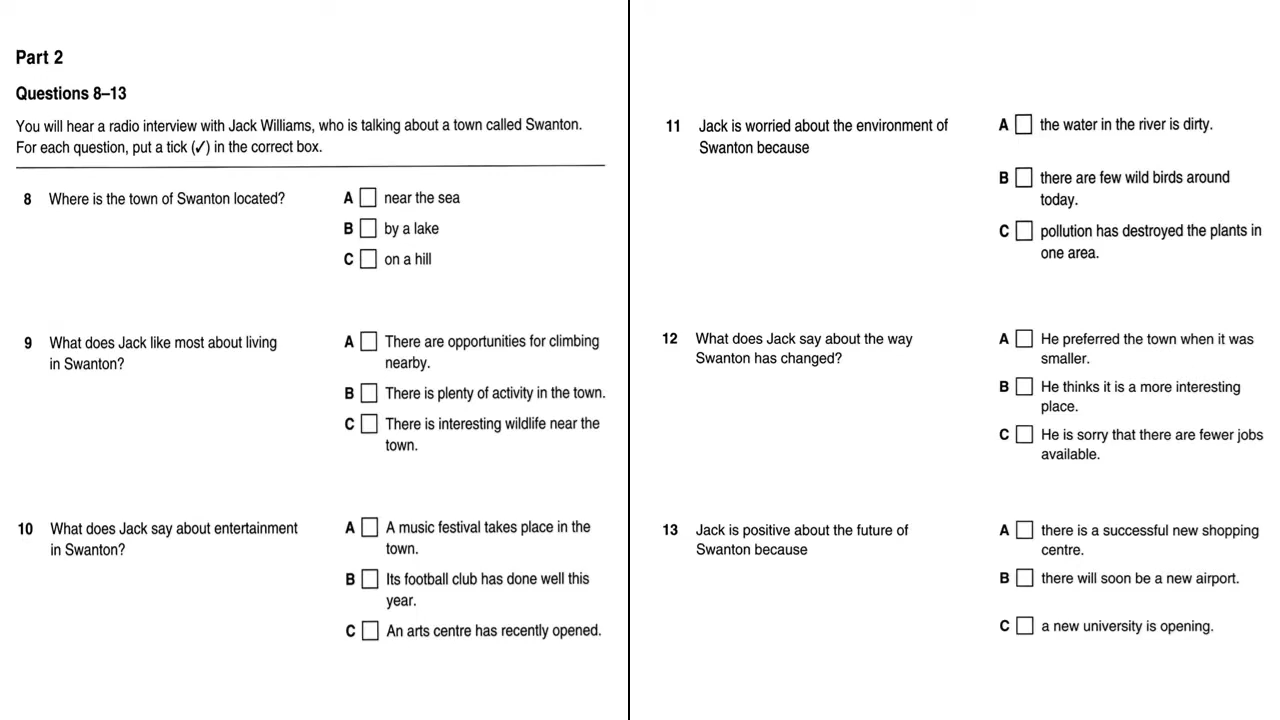 Part 2
Questions 8–13
You will hear a radio interview with Jack Williams, who is talking about a town called Swanton.
For each question, put a tick (✓) in the correct box.
8 Where is the town of Swanton located?
A near the sea
B by a lake
C on a hill
9 What does Jack like most about living
in Swanton?
A There are opportunities for climbing
nearby.
B There is plenty of activity in the town.
C There is interesting wildlife near the
town.
10 What does Jack say about entertainment
in Swanton?
A A music festival takes place in the
town.
B Its football club has done well this
year.
C An arts centre has recently opened.
11 Jack is worried about the environment of
Swanton because
A the water in the river is dirty.
B there are few wild birds around
today.
C pollution has destroyed the plants in
one area.
12 What does Jack say about the way
Swanton has changed?
A He preferred the town when it was
smaller.
B He thinks it is a more interesting
place.
C He is sorry that there are fewer jobs
available.
13 Jack is positive about the future of
Swanton because
A there is a successful new shopping
centre.
B there will soon be a new airport.
C a new university is opening.